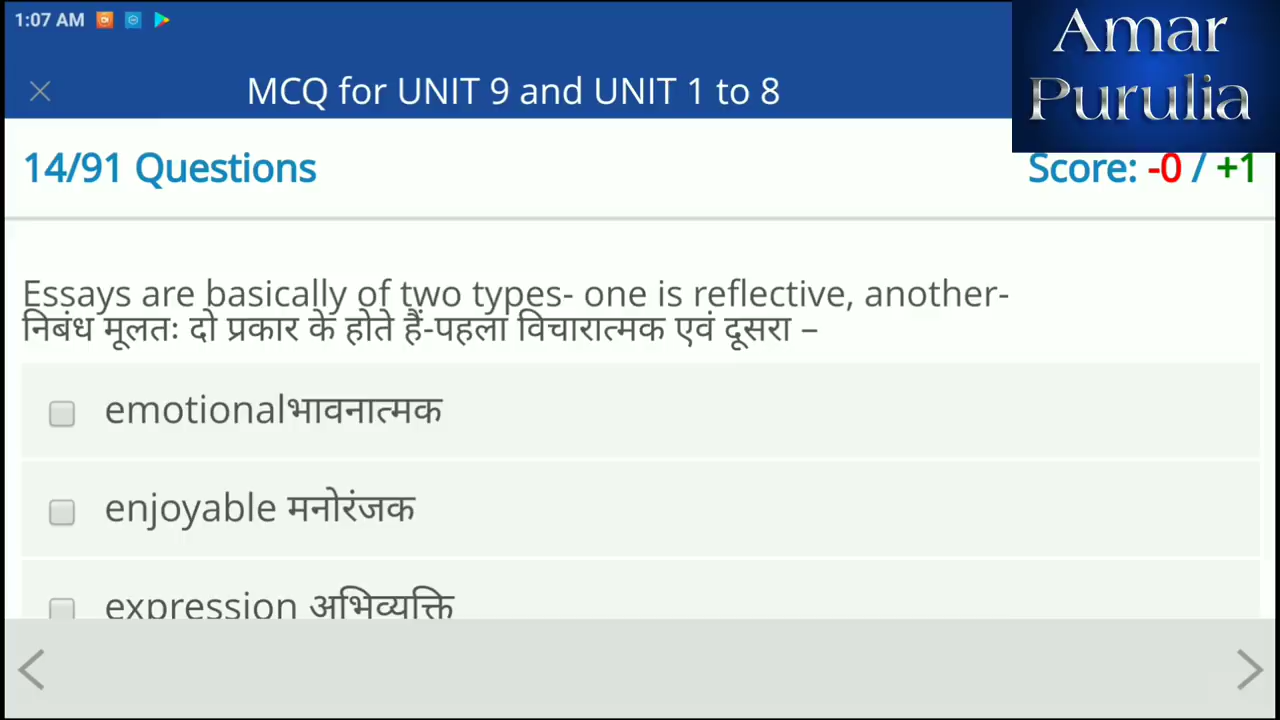 1:07 AM
MCQ for UNIT 9 and UNIT 1 to 8
Amar
Purulia
14/91 Questions
Score: -0 / +1
Essays are basically of two types- one is reflective, another-
निबंध मूलतः दो प्रकार के होते हैं-पहला विचारात्मक एवं दूसरा –
emotionalभावनात्मक
enjoyable मनोरंजक
expression अभिव्यक्ति